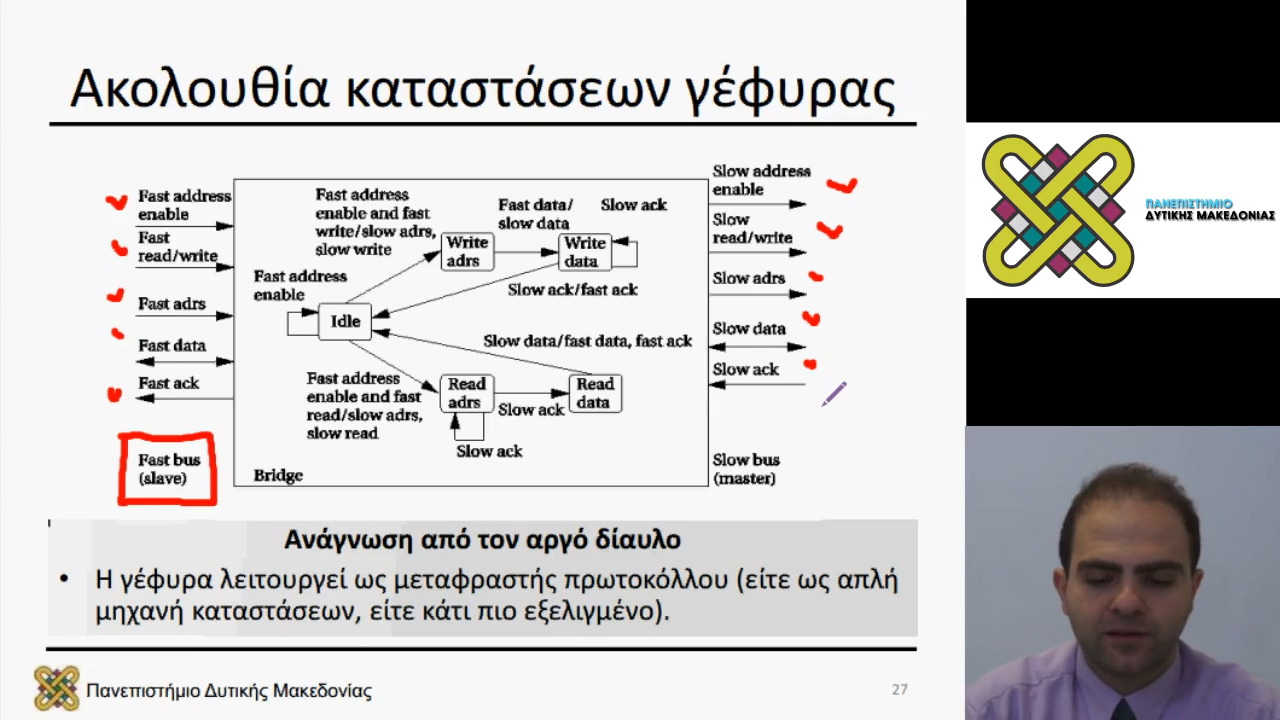 Ακολουθία καταστάσεων γέφυρας
Fast address
enable
Fast
read/write
Fast adrs
Fast data
Fast ack
Fast bus
(slave)
Fast address
enable and fast
write/slow adrs,
slow write
Fast address
enable
Idle
Write
adrs
Fast data/
slow data
Slow ack
Write
data
Slow ack/fast ack
Slow data/fast data, fast ack
Fast address
enable and fast
read/slow adrs,
slow read
Read
adrs
Slow ack
Read
data
Slow ack
Bridge
Slow address
enable
Slow
read/write
Slow adrs
Slow data
Slow ack
Slow bus
(master)
Ανάγνωση από τον αργό δίαυλο
• Η γέφυρα λειτουργεί ως μεταφραστής πρωτοκόλλου (είτε ως απλή
μηχανή καταστάσεων, είτε κάτι πιο εξελιγμένο).
Πανεπιστήμιο Δυτικής Μακεδονίας
27
ΠΑΝΕΠΙΣΤΗΜΙΟ
ΔΥΤΙΚΗΣ ΜΑΚΕΔΟΝΙΑΣ